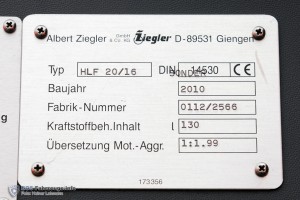 Albert Ziegler GmbH & Co. KG Ziegler D-89531 Giengen
Typ HLF 20/16 DIN 14530 CE
SONDER
Baujahr 2010
Fabrik-Nummer 0112/2566
Kraftstoffbeh.Inhalt l 130
Übersetzung Mot.-Aggr. 1:1.99
173356